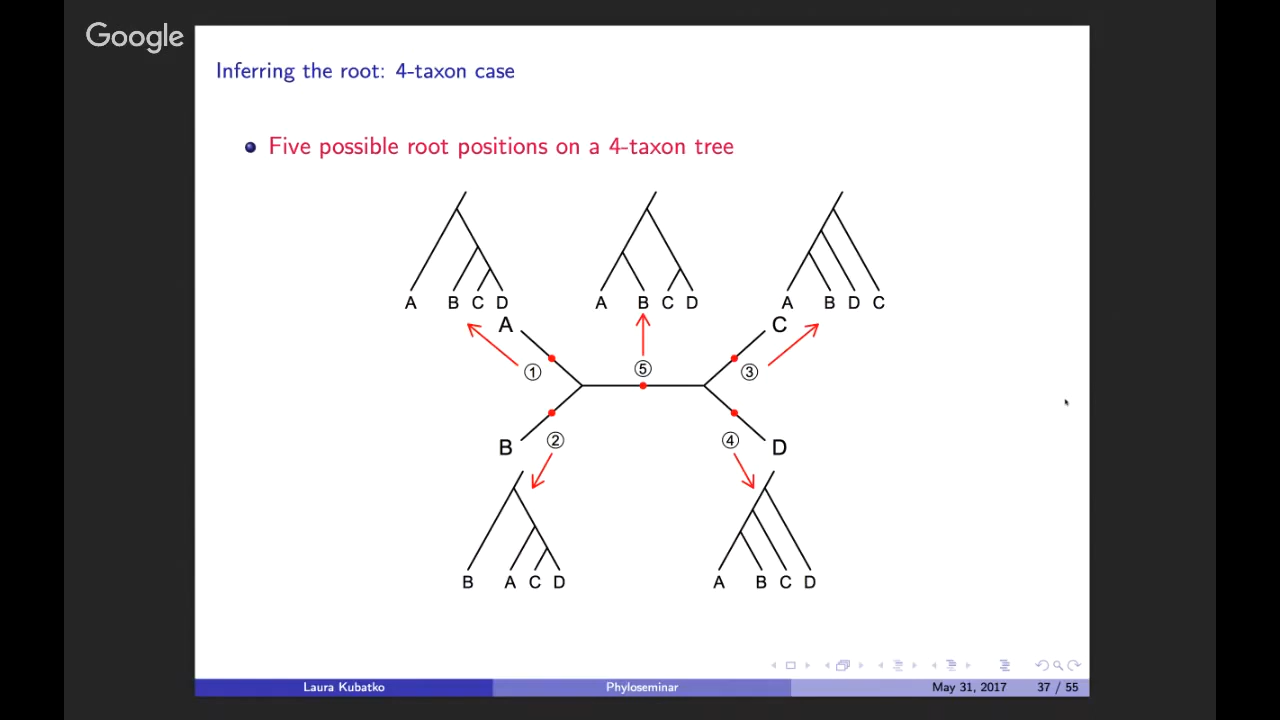 Google
Inferring the root: 4-taxon case
Five possible root positions on a 4-taxon tree
A B C D
A B C D
A B D C
A
C
① ⑤ ③
B
D
② ④
B A C D
A B C D
Laura Kubatko
Phyloseminar
May 31, 2017
37 / 55